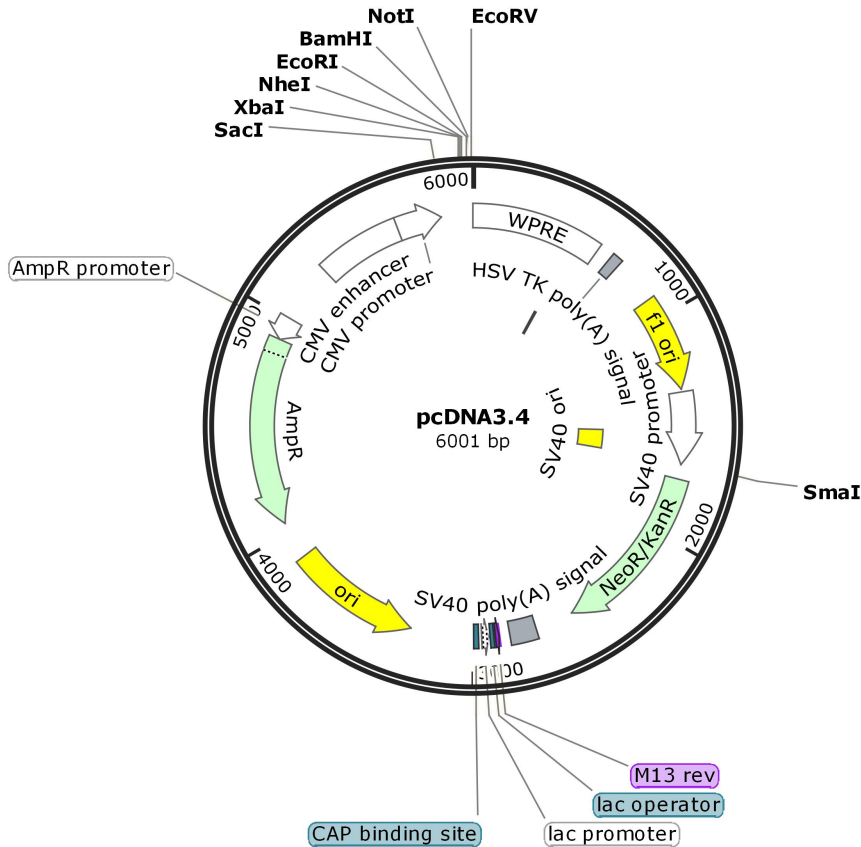 NotI
EcoRV
BamHI
EcoRI
NheI
XbaI
SacI
6000
WPRE
HSV TK poly(A) signal
1000
AmpR promoter
CMV enhancer
CMV promoter
5000
f1 ori
SV40 promoter
AmpR
pcDNA3.4
6001 bp
SV40 ori
SmaI
2000
NeoR/KanR
4000
ori
SV40 poly(A) signal
3000
M13 rev
lac operator
CAP binding site
lac promoter